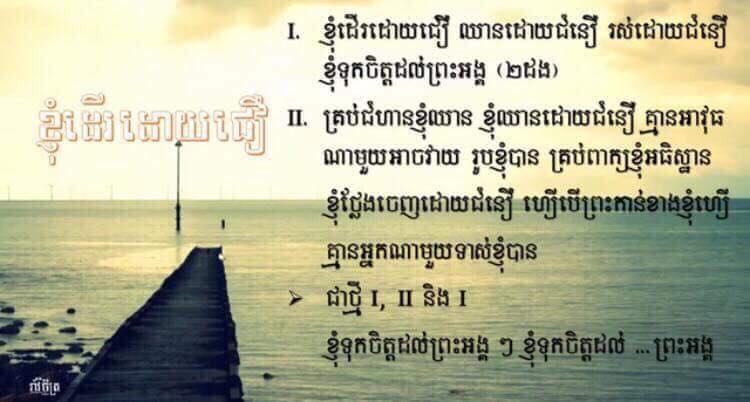 ខ្ញុំដើរដោយជឿ
I. ខ្ញុំដើរដោយជឿ ឈានដោយជំនឿ រស់ដោយជំនឿ
ខ្ញុំទុកចិត្តដល់ព្រះអង្គ (២ដង)
II. គ្រប់ជំហានខ្ញុំឈាន ខ្ញុំឈានដោយជំនឿ គ្មានអាវុធ
ណាមួយអាចវាយ រូបខ្ញុំបាន គ្រប់ពាក្យខ្ញុំអធិស្ឋាន
ខ្ញុំថ្លែងចេញដោយជំនឿ ហ្បើបើព្រះកាន់ខាងខ្ញុំហ្បើ
គ្មានអ្នកណាមួយទាស់ខ្ញុំបាន
➢ ជាថ្មី I, II និង I
ខ្ញុំទុកចិត្តដល់ព្រះអង្គ ៗ ខ្ញុំទុកចិត្តដល់ ... ព្រះអង្គ